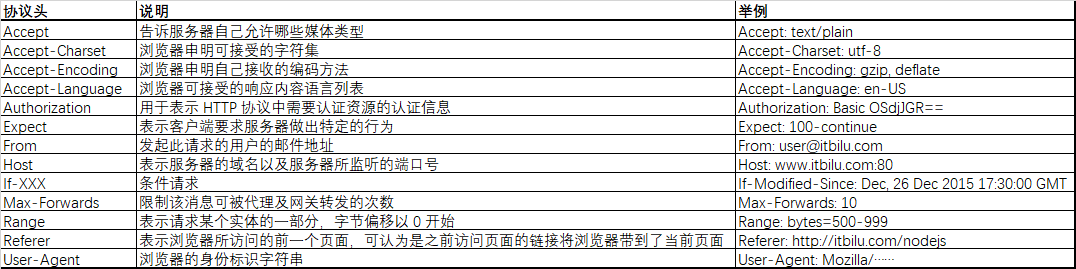 协议头 说明 举例
Accept 告诉服务器自己允许哪些媒体类型 Accept: text/plain
Accept-Charset 浏览器申明可接受的字符集 Accept-Charset: utf-8
Accept-Encoding 浏览器申明自己接收的编码方法 Accept-Encoding: gzip, deflate
Accept-Language 浏览器可接受的响应内容语言列表 Accept-Language: en-US
Authorization 用于表示 HTTP 协议中需要认证资源的认证信息 Authorization: Basic OSdjJGR==
Expect 表示客户端要求服务器做出特定的行为 Expect: 100-continue
From 发起此请求的用户的邮件地址 From: user@itbilu.com
Host 表示服务器的域名以及服务器所监听的端口号 Host: www.itbilu.com:80
If-XXX 条件请求 If-Modified-Since: Dec, 26 Dec 2015 17:30:00 GMT
Max-Forwards 限制该消息可被代理及网关转发的次数 Max-Forwards: 10
Range 表示请求某个实体的一部分，字节偏移以 0 开始 Range: bytes=500-999
Referer 表示浏览器所访问的前一个页面，可认为是之前访问页面的链接将浏览器带到了当前页面 Referer: http://itbilu.com/nodejs
User-Agent 浏览器的身份标识字符串 User-Agent: Mozilla/……